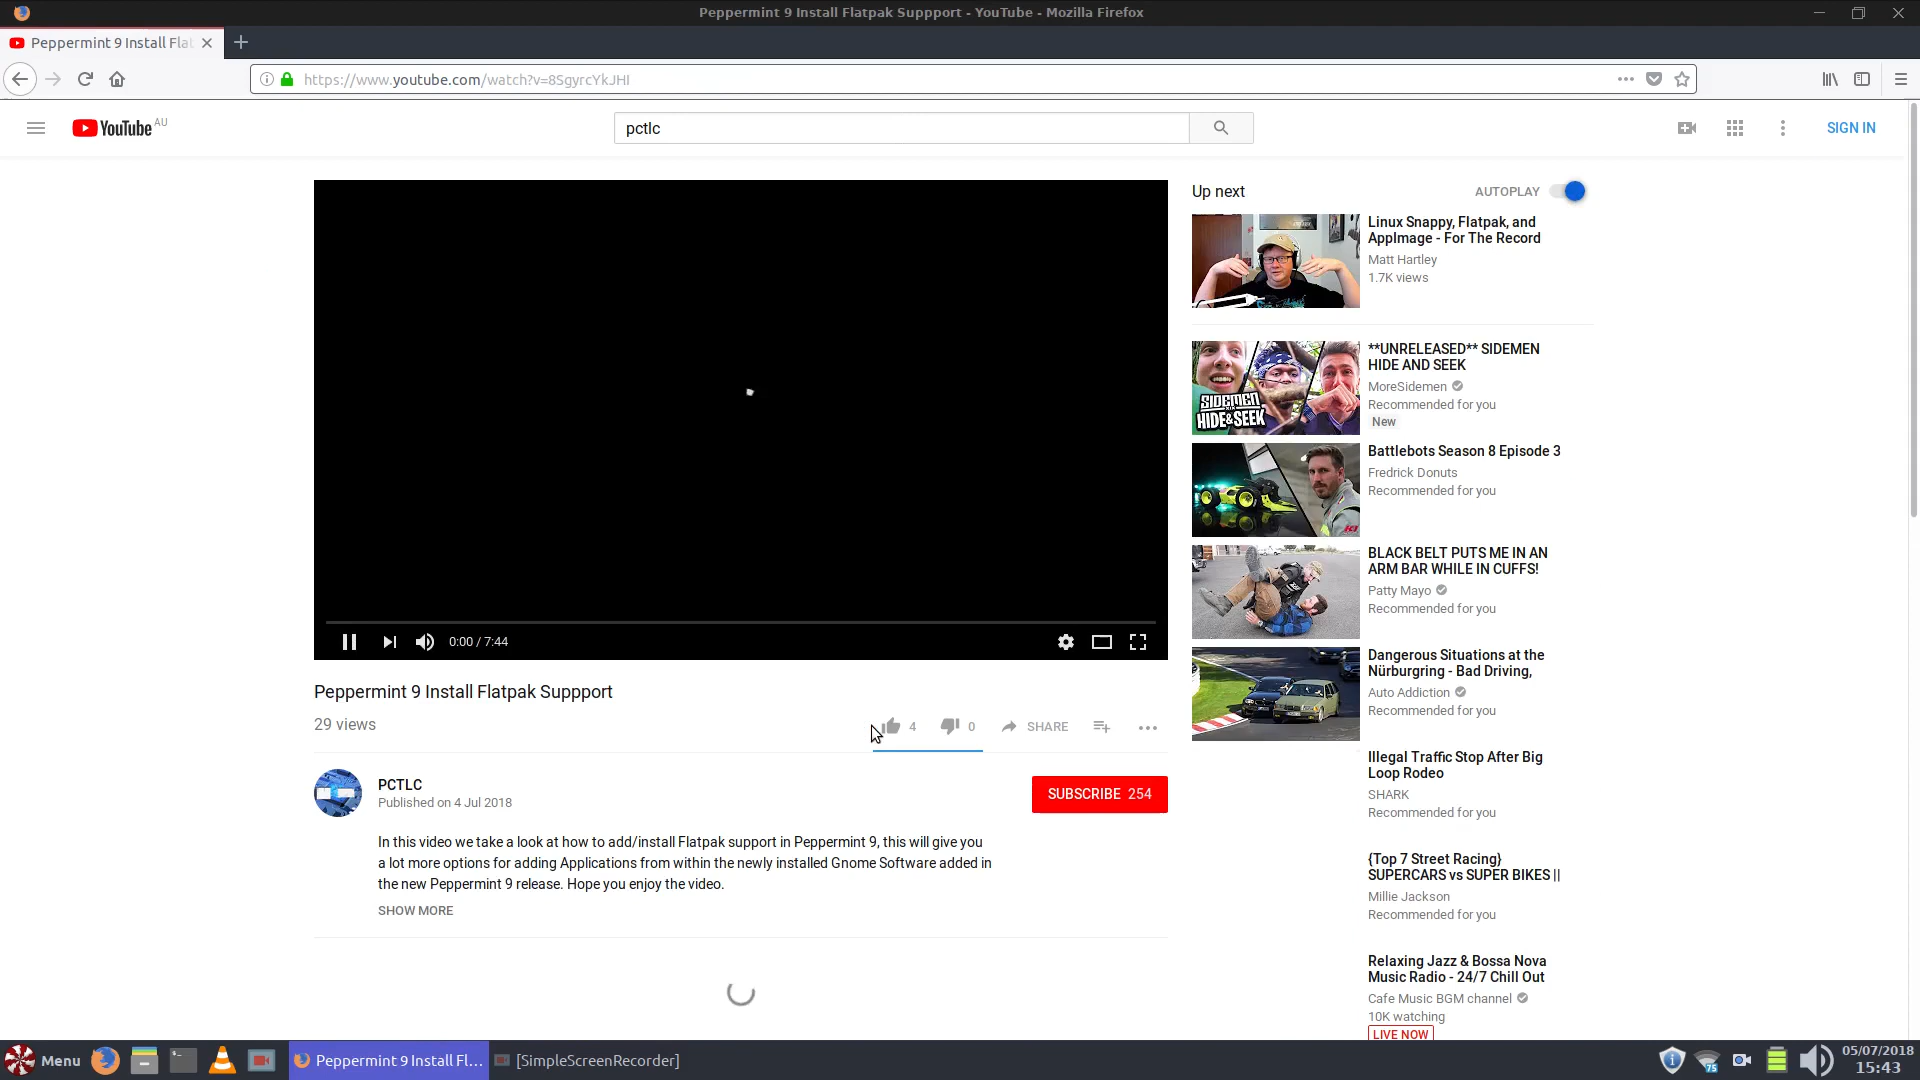 Peppermint 9 Install Flatpak Suppport - YouTube - Mozilla Firefox
Peppermint 9 Install Flat
https://www.youtube.com/watch?v=8SgyrcYkJHI
YouTube AU
pctlc
SIGN IN
Up next
AUTOPLAY
Linux Snappy, Flatpak, and
AppImage - For The Record
Matt Hartley
1.7K views
SIDEMEN
HIDE&SEEK
**UNRELEASED** SIDEMEN
HIDE AND SEEK
MoreSidemen
Recommended for you
New
Battlebots Season 8 Episode 3
Fredrick Donuts
Recommended for you
BLACK BELT PUTS ME IN AN
ARM BAR WHILE IN CUFFS!
Patty Mayo
Recommended for you
Dangerous Situations at the
Nürburgring - Bad Driving,
Auto Addiction
Recommended for you
Illegal Traffic Stop After Big
Loop Rodeo
SHARK
Recommended for you
{Top 7 Street Racing}
SUPERCARS vs SUPER BIKES ||
Millie Jackson
Recommended for you
Relaxing Jazz & Bossa Nova
Music Radio - 24/7 Chill Out
Cafe Music BGM channel
10K watching
LIVE NOW
0:00 / 7:44
Peppermint 9 Install Flatpak Suppport
29 views
4
0
SHARE
PCTLC
Published on 4 Jul 2018
SUBSCRIBE 254
In this video we take a look at how to add/install Flatpak support in Peppermint 9, this will give you
a lot more options for adding Applications from within the newly installed Gnome Software added in
the new Peppermint 9 release. Hope you enjoy the video.
SHOW MORE
Menu
Peppermint 9 Install Fl...
[SimpleScreenRecorder]
75
05/07/2018
15:43